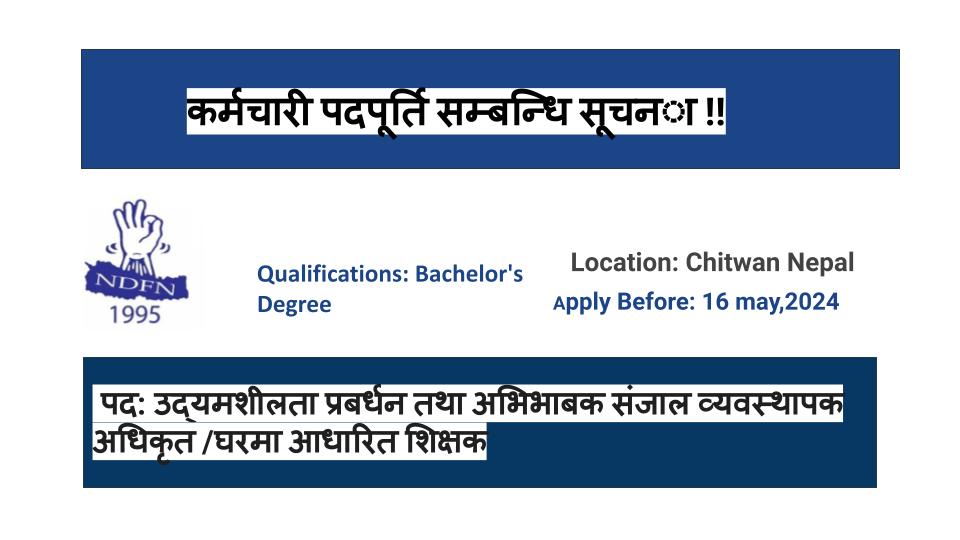 कर्मचारी पदपूर्ति सम्बन्धि सूचनाा !!
NDFN
1995
Qualifications: Bachelor's
Degree
Location: Chitwan Nepal
Apply Before: 16 may,2024
पद: उद्यमशीलता प्रबर्धन तथा अभिभाबक संजाल व्यवस्थापक
अधिकृत /घरमा आधारित शिक्षक